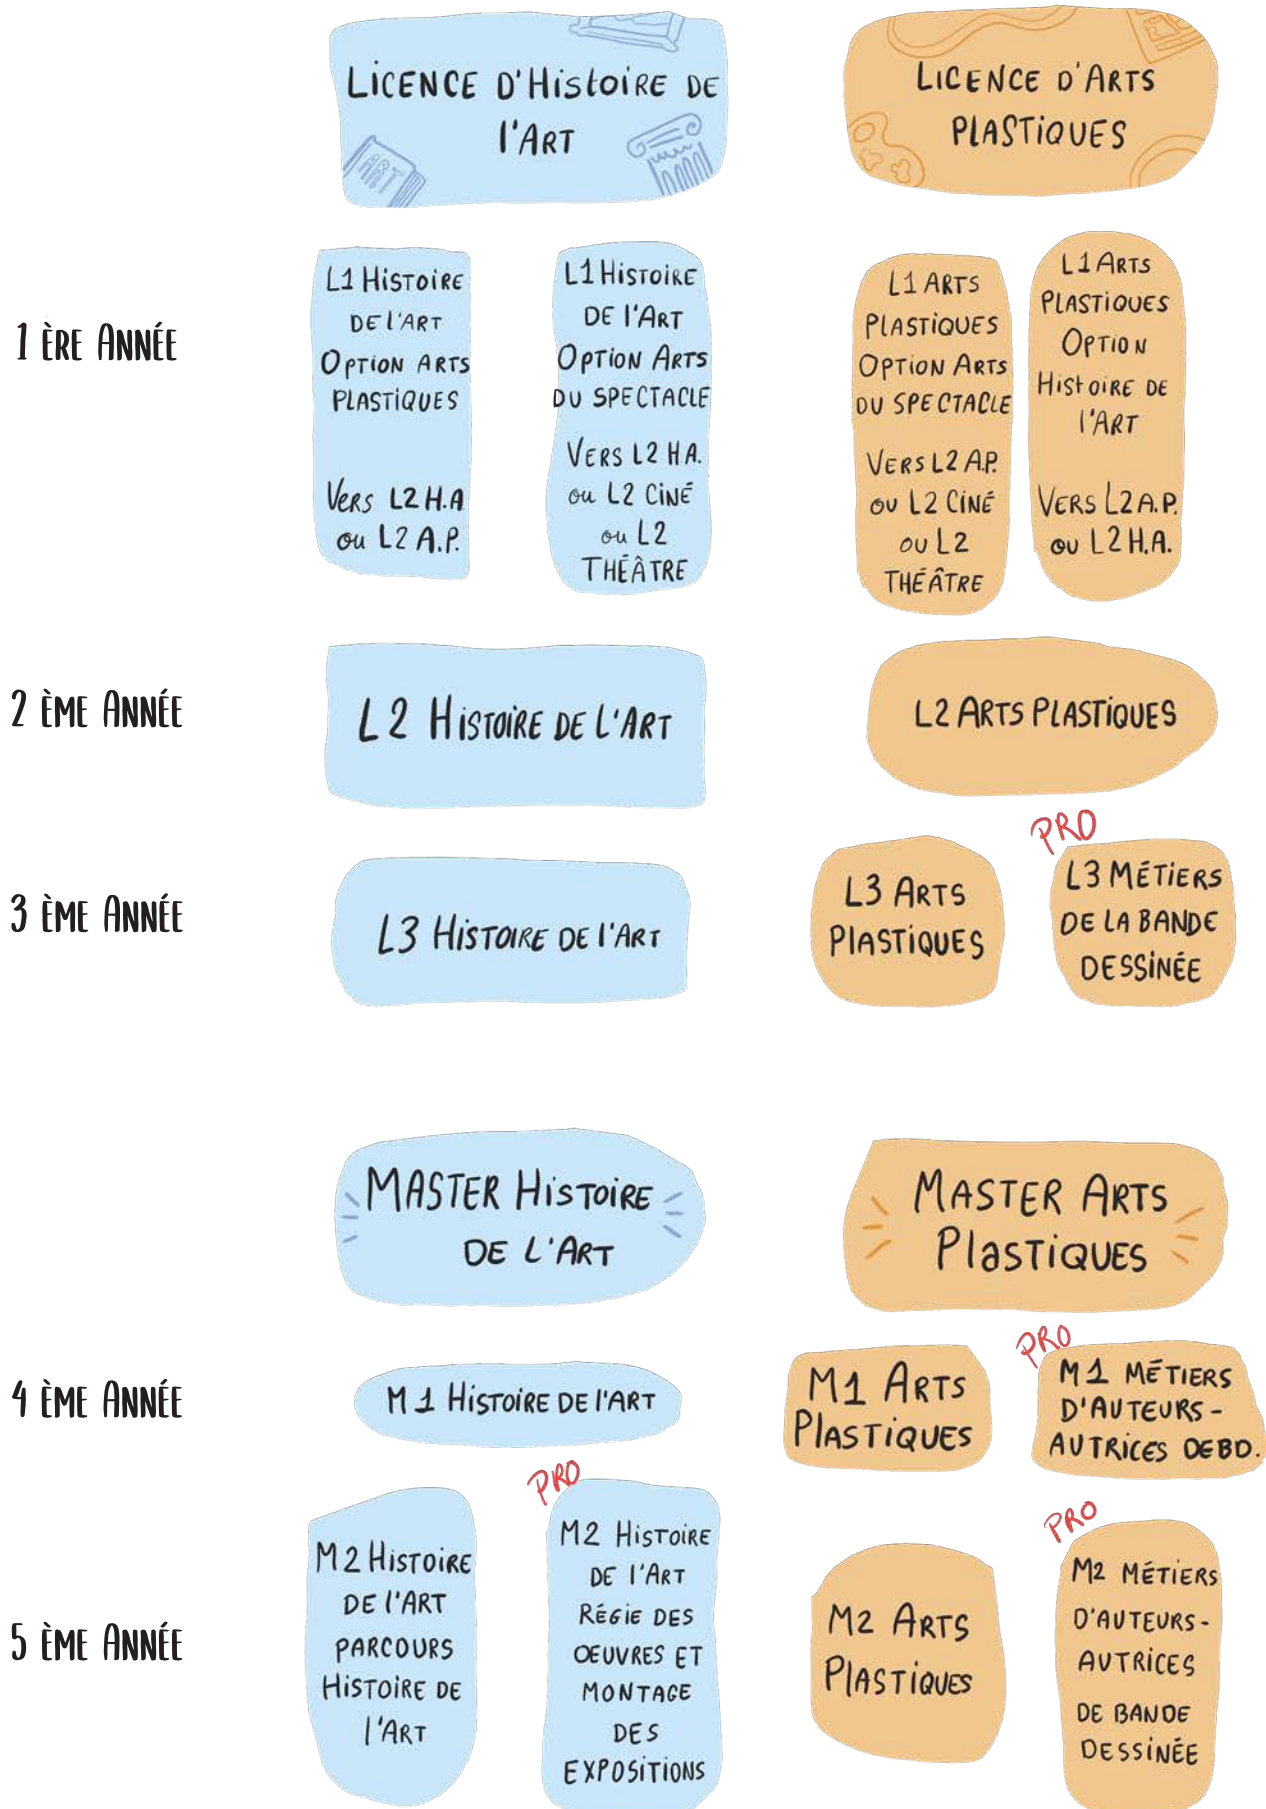 LICENCE D'HISTOIRE DE
L'ART
ART
LICENCE D'ARTS
PLASTIQUES
1 ÈRE ANNÉE
L1 HISTOIRE
DE L'ART
OPTION ARTS
PLASTIQUES
VERS L2 H.A
ou L2 A.P.
L1 HISTOIRE
DE l'ART
OPTION ARTS
DU SPECTACLE
VERS L2 H.A.
ou L2 CINÉ
ou L2
THÉÂTRE
L1 ARTS
PLASTIQUES
OPTION ARTS
DU SPECTACLE
VERS L2 A.P.
OU L2 CINÉ
OU L2
THÉÂTRE
L1 ARTS
PLASTIQUES
OPTION
HISTOIRE DE
l'ART
VERS L2 A.P.
OU L2 H.A.
2 ÈME ANNÉE
L2 HISTOIRE DE L'ART
L2 ARTS PLASTIQUES
3 ÈME ANNÉE
L3 HISTOIRE DE l'ART
L3 ARTS
PLASTIQUES
PRO
L3 MÉTIERS
DE LA BANDE
DESSINÉE
MASTER HISTOIRE
DE L'ART
MASTER ARTS
PLASTIQUES
4 ÈME ANNÉE
M1 HISTOIRE DE l'ART
M1 ARTS
PLASTIQUES
PRO
M1 MÉTIERS
D'AUTEURS-
AUTRICES DE BD.
5 ÈME ANNÉE
M2 HISTOIRE
DE l'ART
PARCOURS
HISTOIRE DE
l'ART
PRO
M2 HISTOIRE
DE l'ART
RÉGIE DES
OEUVRES ET
MONTAGE
DES
EXPOSITIONS
M2 ARTS
PLASTIQUES
PRO
M2 MÉTIERS
D'AUTEURS-
AUTRICES
DE BANDE
DESSINÉE